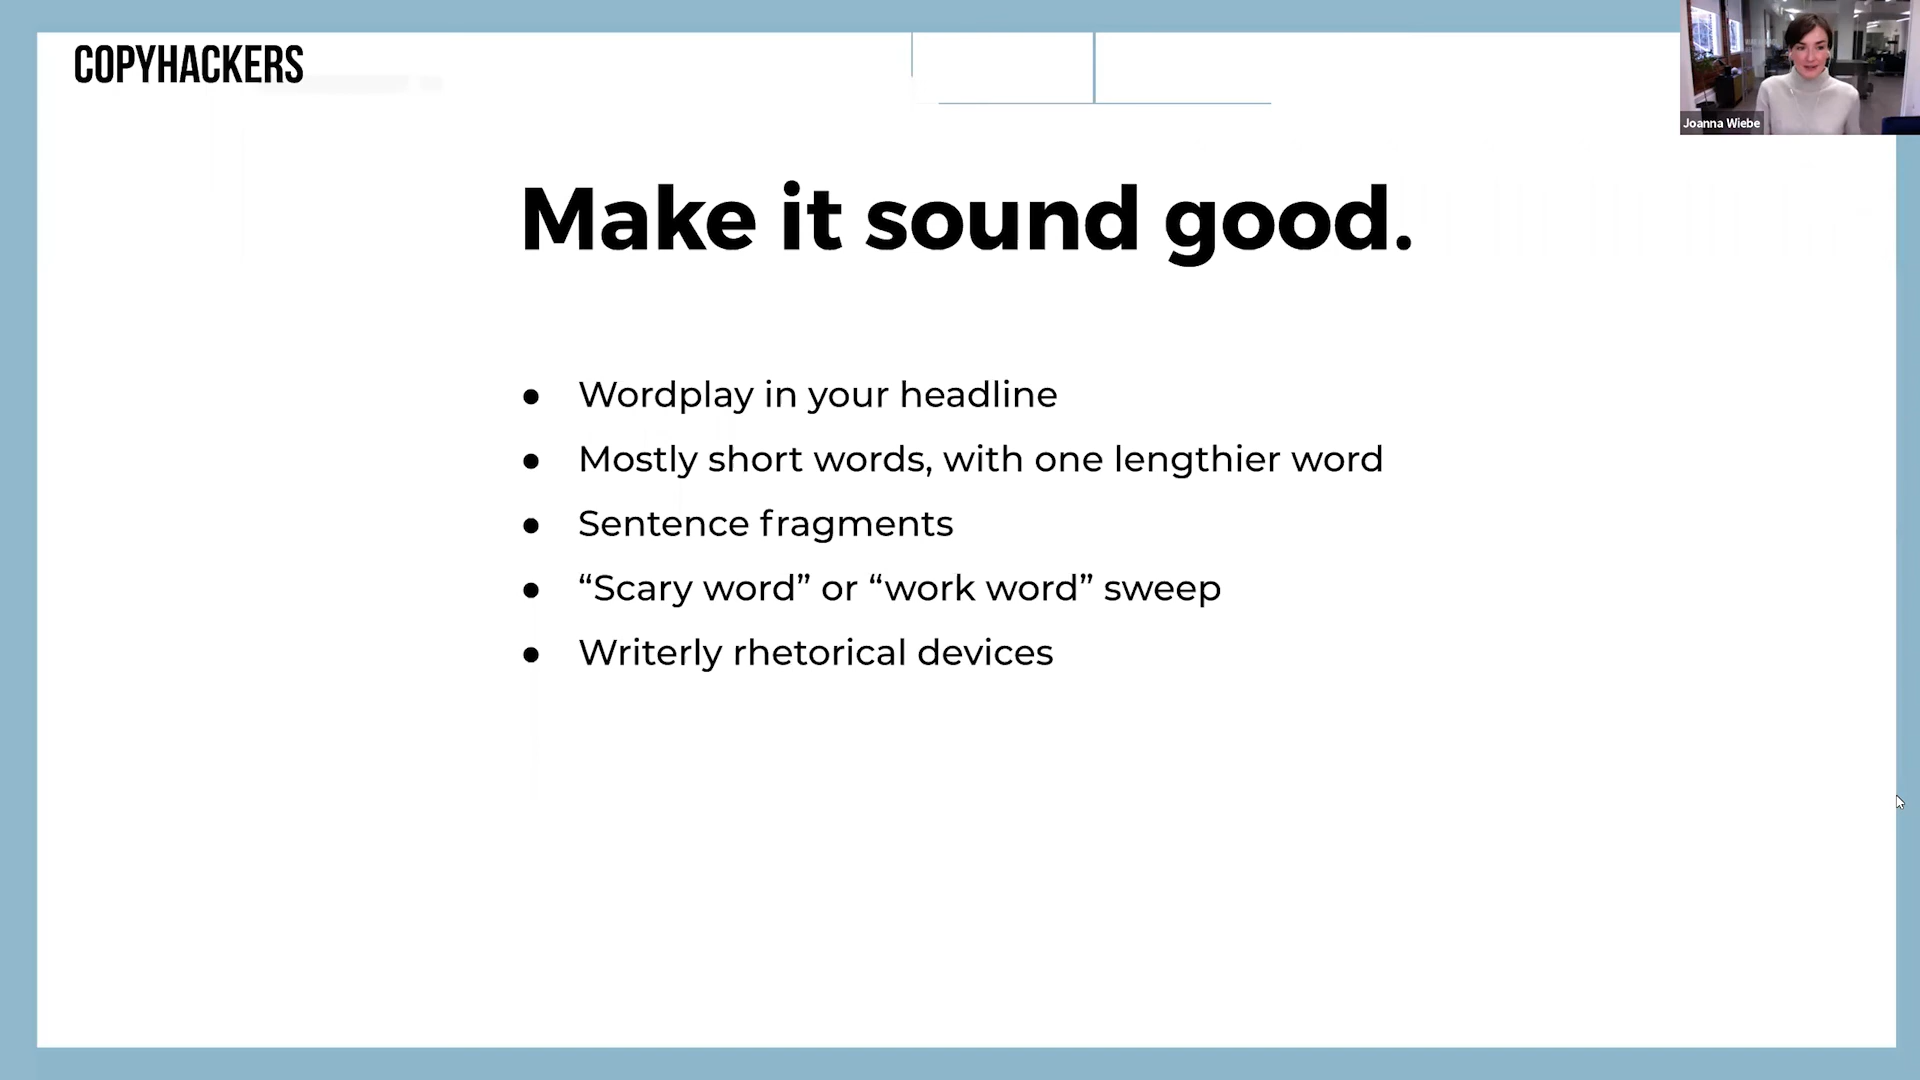 COPYHACKERS
Joanna Wiebe
Make it sound good.
● Wordplay in your headline
● Mostly short words, with one lengthier word
● Sentence fragments
● “Scary word” or “work word” sweep
● Writerly rhetorical devices